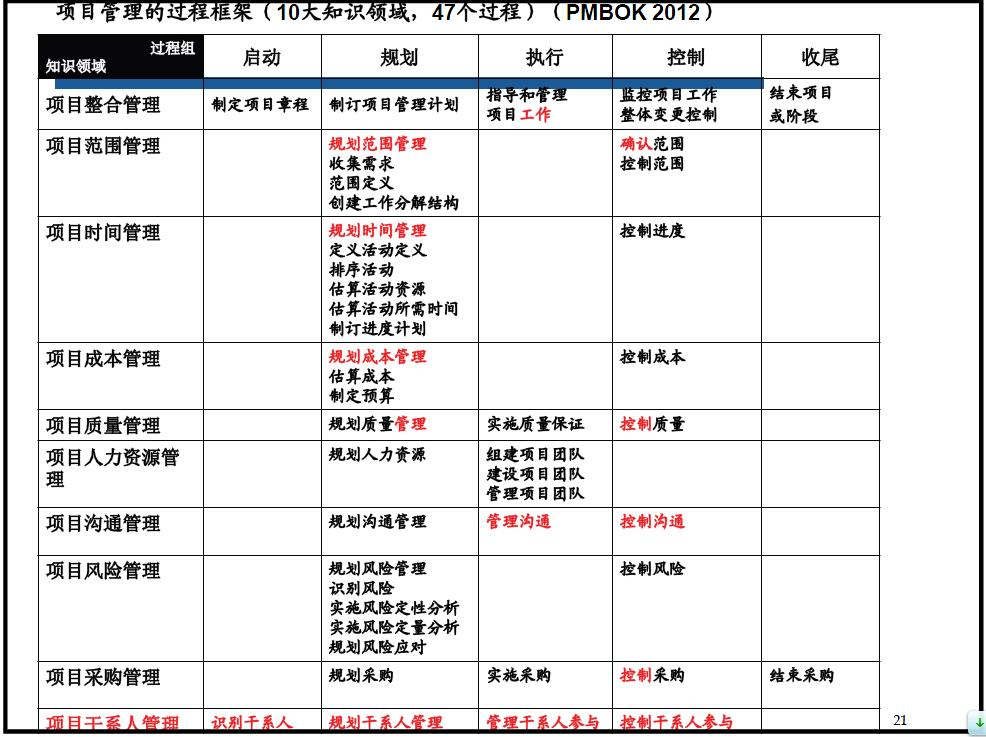 项目管理的过程框架（10大知识领域，47个过程）（PMBOK 2012）
过程组
知识领域
启动
规划
执行
控制
收尾
项目整合管理
制定项目章程
制订项目管理计划
指导和管理
项目工作
监控项目工作
整体变更控制
结束项目
或阶段
项目范围管理
规划范围管理
收集需求
范围定义
创建工作分解结构
确认范围
控制范围
项目时间管理
规划时间管理
定义活动定义
排序活动
估算活动资源
估算活动所需时间
制订进度计划
控制进度
项目成本管理
规划成本管理
估算成本
制定预算
控制成本
项目质量管理
规划质量管理
实施质量保证
控制质量
项目人力资源管
理
规划人力资源
组建项目团队
建设项目团队
管理项目团队
项目沟通管理
规划沟通管理
管理沟通
控制沟通
项目风险管理
规划风险管理
识别风险
实施风险定性分析
实施风险定量分析
规划风险应对
控制风险
项目采购管理
规划采购
实施采购
控制采购
结束采购
项目干系人管理
识别干系人
规划干系人管理
管理干系人参与
控制干系人参与
21